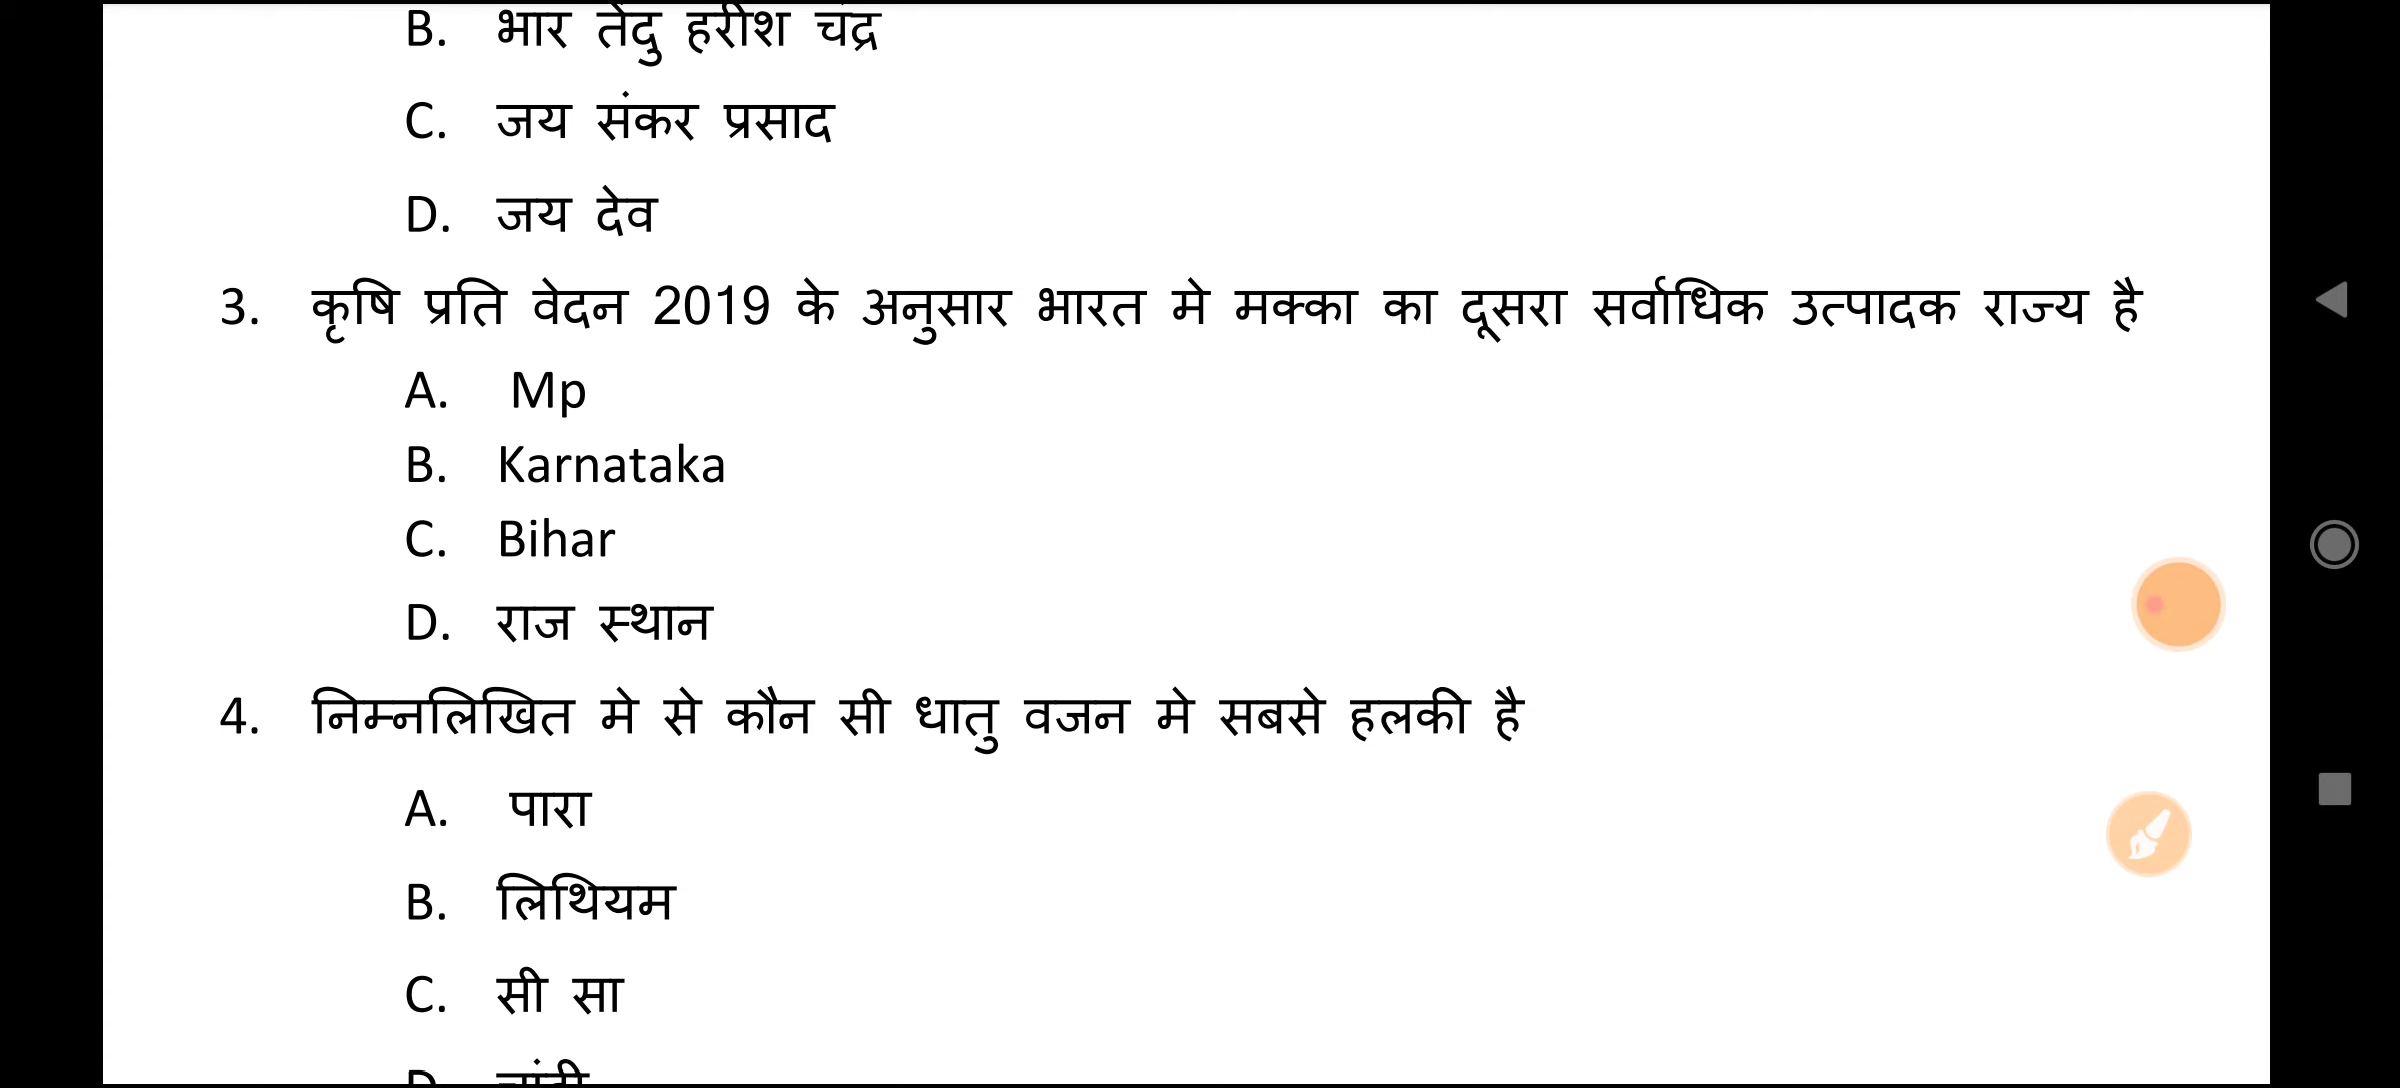 B. भार तेंदु हरीश चंद्र
C. जय संकर प्रसाद
D. जय देव
3. कृषि प्रति वेदन 2019 के अनुसार भारत मे मक्का का दूसरा सर्वाधिक उत्पादक राज्य है
A. Mp
B. Karnataka
C. Bihar
D. राज स्थान
4. निम्नलिखित मे से कौन सी धातु वजन मे सबसे हलकी है
A. पारा
B. लिथियम
C. सी सा